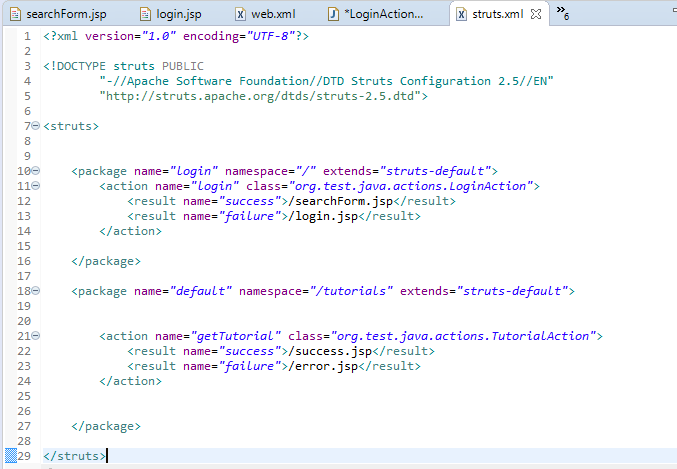 searchForm.jsp login.jsp web.xml *LoginAction... struts.xml »6
1 <?xml version="1.0" encoding="UTF-8"?>
2
3 <!DOCTYPE struts PUBLIC
4 "-//Apache Software Foundation//DTD Struts Configuration 2.5//EN"
5 "http://struts.apache.org/dtds/struts-2.5.dtd">
6
7 <struts>
8
9
10 <package name="login" namespace="/" extends="struts-default">
11 <action name="login" class="org.test.java.actions.LoginAction">
12 <result name="success">/searchForm.jsp</result>
13 <result name="failure">/login.jsp</result>
14 </action>
15
16 </package>
17
18 <package name="default" namespace="/tutorials" extends="struts-default">
19
20
21 <action name="getTutorial" class="org.test.java.actions.TutorialAction">
22 <result name="success">/success.jsp</result>
23 <result name="failure">/error.jsp</result>
24 </action>
25
26
27 </package>
28
29 </struts>